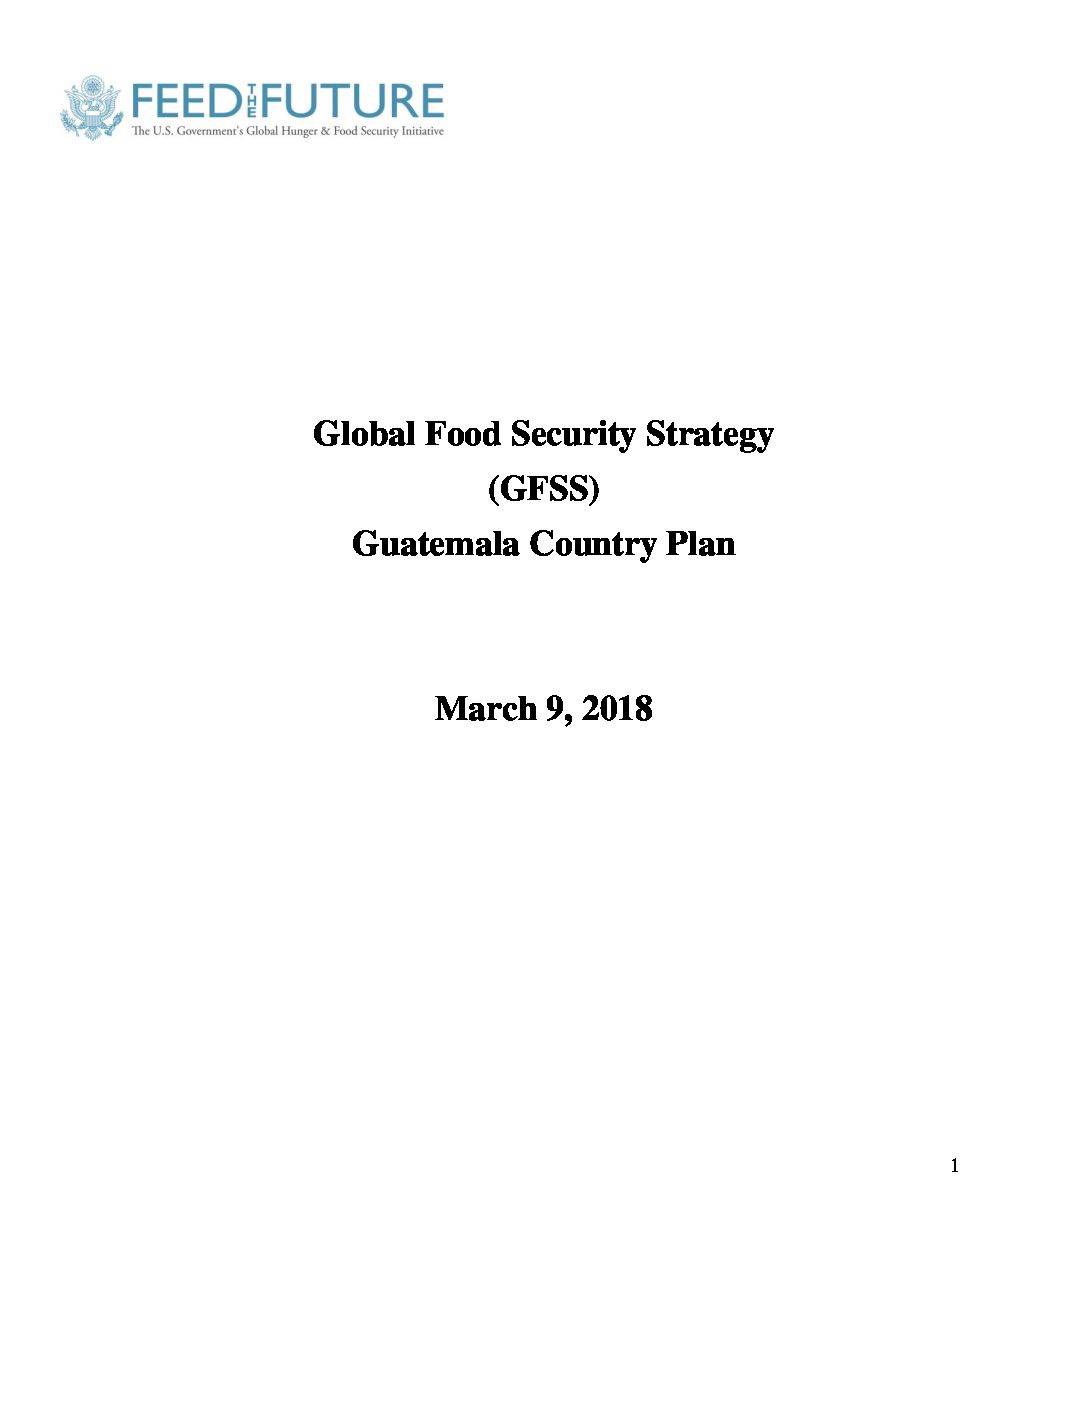 FEED THE FUTURE
The U.S. Government's Global Hunger & Food Security Initiative
Global Food Security Strategy
(GFSS)
Guatemala Country Plan
March 9, 2018
1